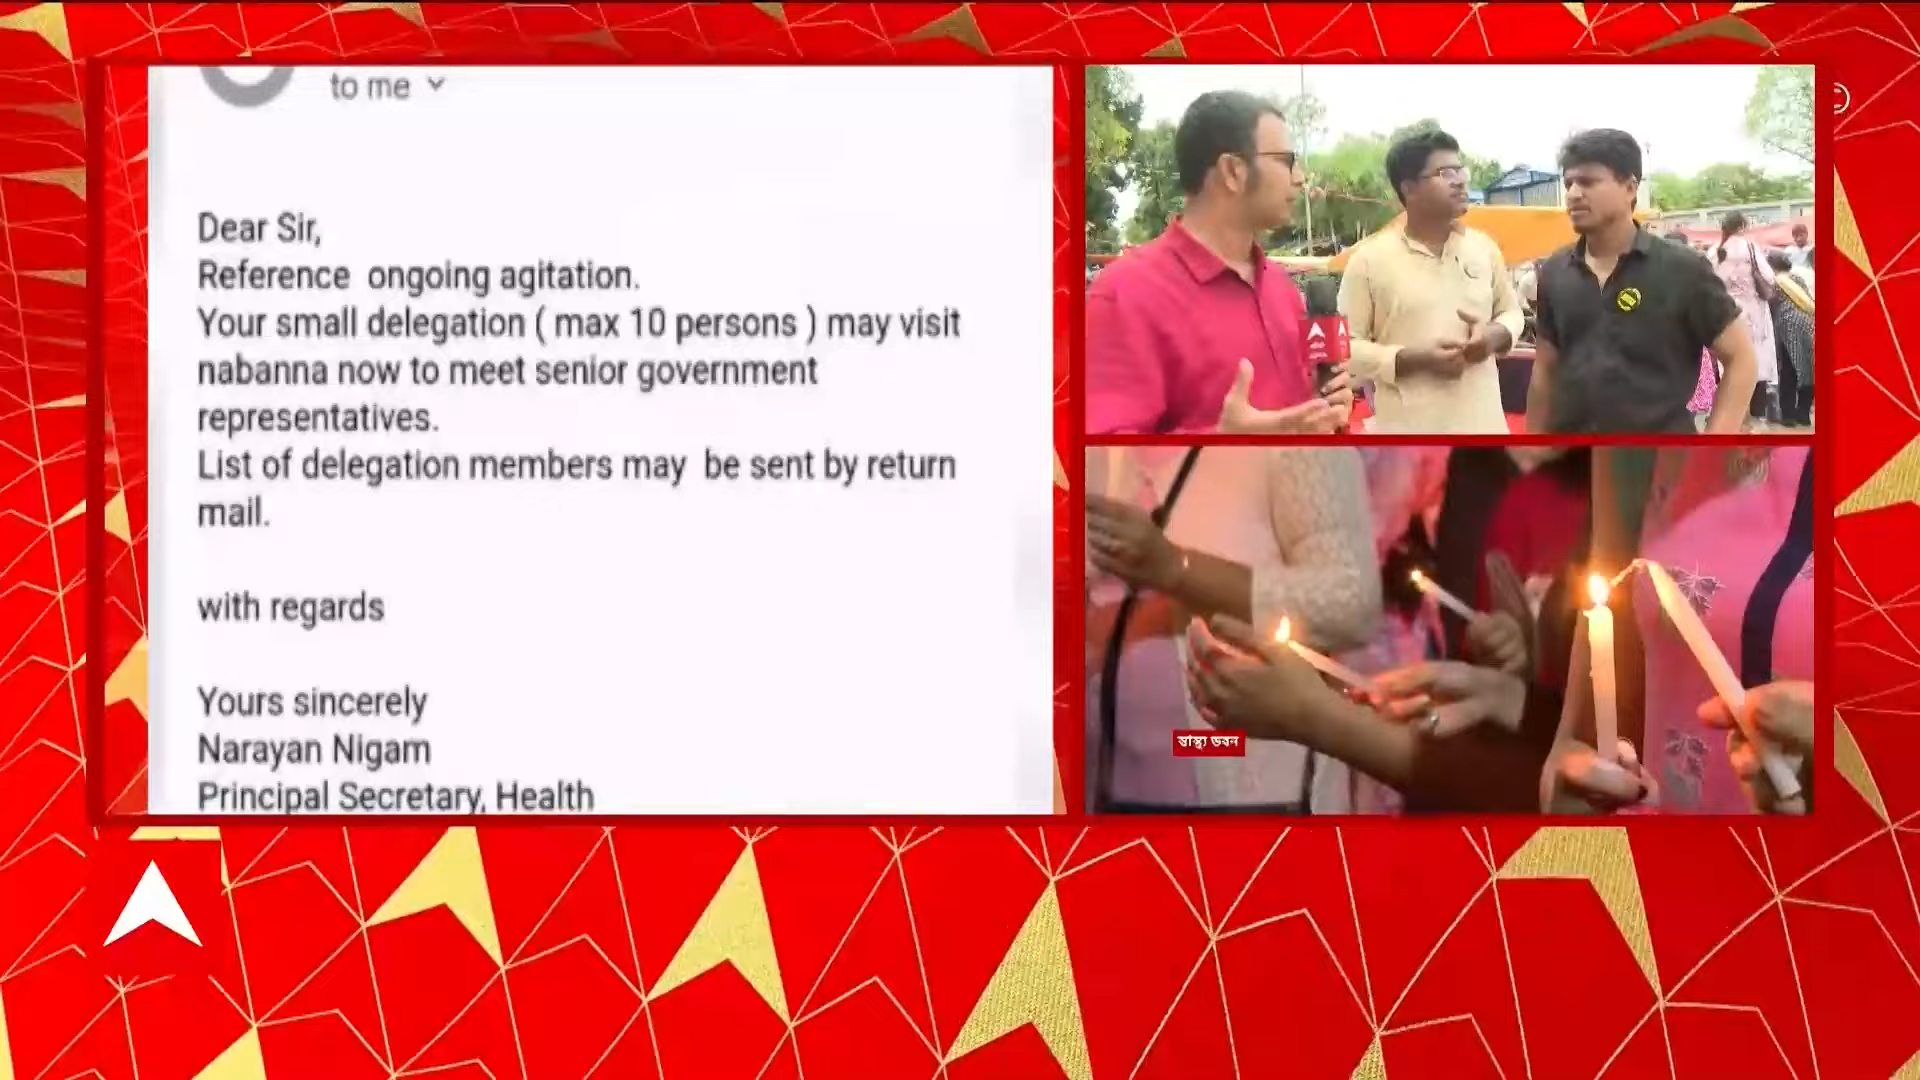 to me
Dear Sir,
Reference ongoing agitation.
Your small delegation ( max 10 persons ) may visit
nabanna now to meet senior government
representatives.
List of delegation members may be sent by return
mail.
with regards
Yours sincerely
Narayan Nigam
Principal Secretary, Health
স্বাস্থ্য ভবন